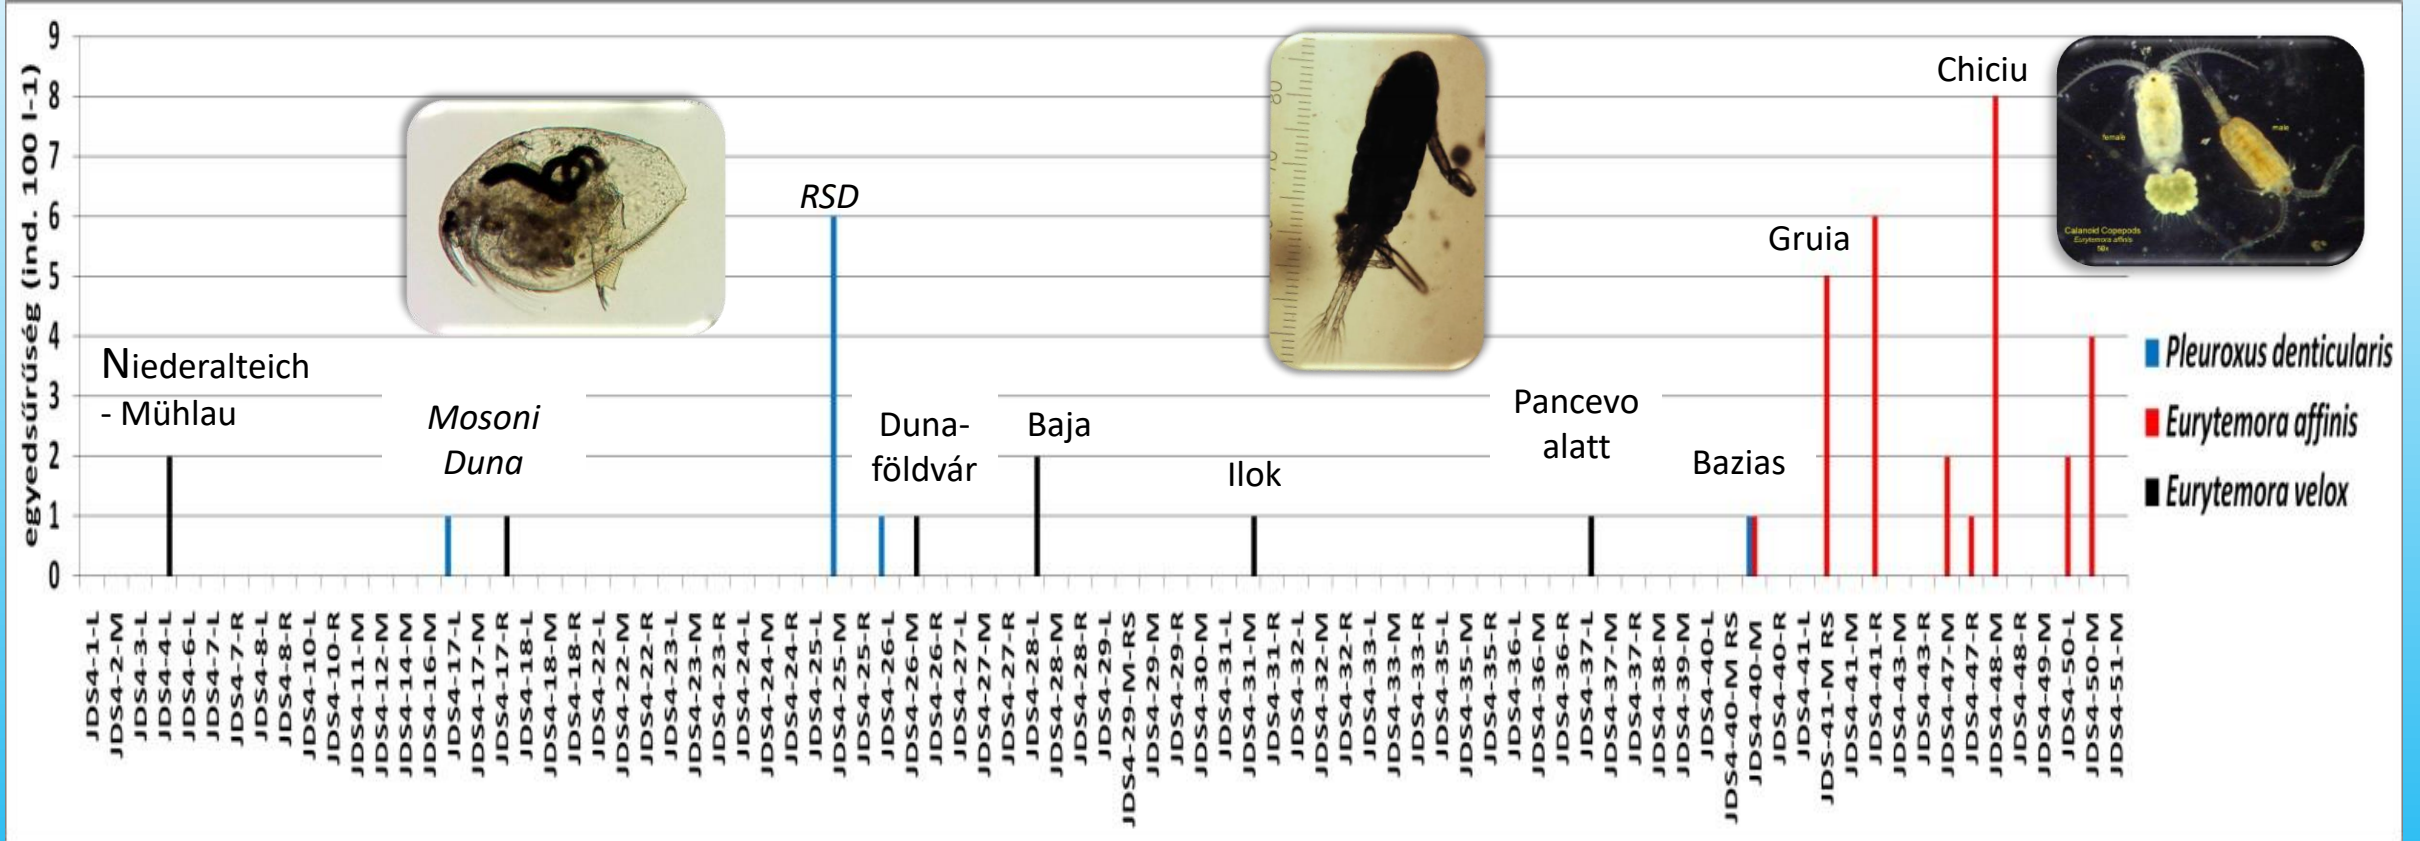 egyedsűrűség (ind. 100 l-1)
9
8
7
6
5
4
3
2
1
0
Niederalteich
- Mühlau
Mosoni
Duna
RSD
Duna-
földvár
Baja
Ilok
Pancevo
alatt
Bazias
Gruia
Chiciu
80
70
female
male
Calanoid Copepods
Eurytemora affinis
50x
Pleuroxus denticularis
Eurytemora affinis
Eurytemora velox
JDS4-1-L
JDS4-2-M
JDS4-3-L
JDS4-4-L
JDS4-6-L
JDS4-7-L
JDS4-7-R
JDS4-8-L
JDS4-8-R
JDS4-10-L
JDS4-10-R
JDS4-11-M
JDS4-12-M
JDS4-14-M
JDS4-16-M
JDS4-17-L
JDS4-17-M
JDS4-17-R
JDS4-18-L
JDS4-18-M
JDS4-18-R
JDS4-22-L
JDS4-22-M
JDS4-22-R
JDS4-23-L
JDS4-23-M
JDS4-23-R
JDS4-24-L
JDS4-24-M
JDS4-24-R
JDS4-25-L
JDS4-25-M
JDS4-25-R
JDS4-26-L
JDS4-26-M
JDS4-26-R
JDS4-27-L
JDS4-27-M
JDS4-27-R
JDS4-28-L
JDS4-28-M
JDS4-28-R
JDS4-29-L
JDS4-29-M-RS
JDS4-29-M
JDS4-29-R
JDS4-30-M
JDS4-31-L
JDS4-31-M
JDS4-31-R
JDS4-32-L
JDS4-32-M
JDS4-32-R
JDS4-33-L
JDS4-33-M
JDS4-33-R
JDS4-35-L
JDS4-35-M
JDS4-35-R
JDS4-36-L
JDS4-36-M
JDS4-36-R
JDS4-37-L
JDS4-37-M
JDS4-37-R
JDS4-38-M
JDS4-39-M
JDS4-40-L
JDS4-40-M RS
JDS4-40-M
JDS4-40-R
JDS4-41-L
JDS-41-M RS
JDS4-41-M
JDS4-41-R
JDS4-43-M
JDS4-43-R
JDS4-47-M
JDS4-47-R
JDS4-48-M
JDS4-48-R
JDS4-49-M
JDS4-50-L
JDS4-50-M
JDS4-51-M